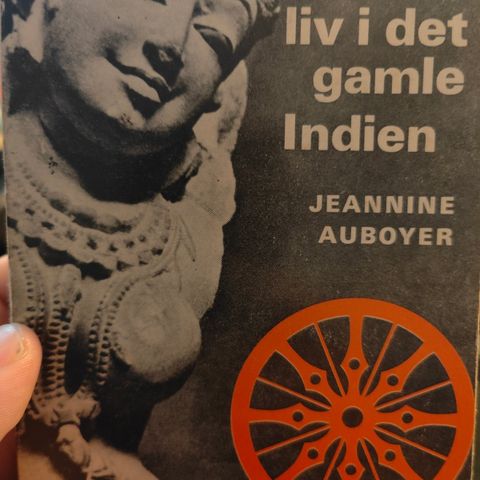 liv i det
gamle
Indien
JEANNINE
AUBOYER